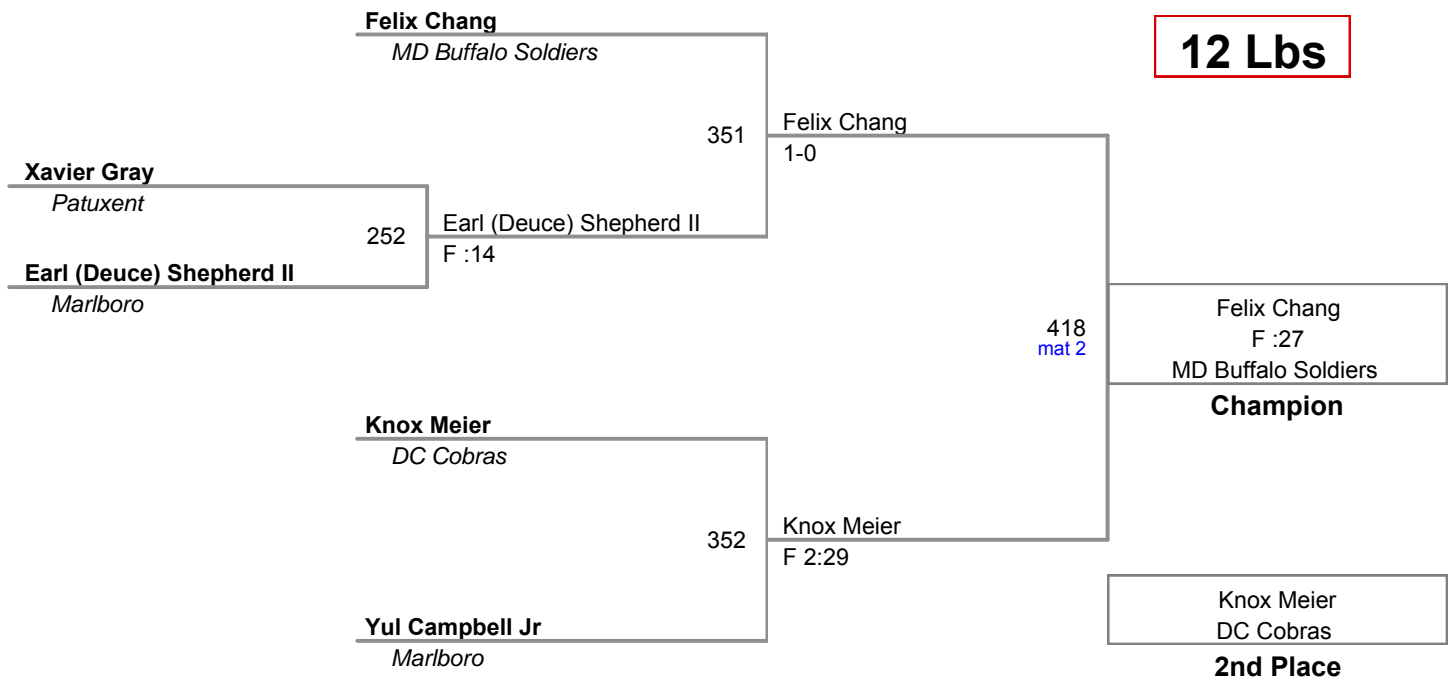 Felix Chang
MD Buffalo Soldiers
12 Lbs
351
Felix Chang
1-0
Xavier Gray
Patuxent
252
Earl (Deuce) Shepherd II
F :14
Earl (Deuce) Shepherd II
Marlboro
418
mat 2
Felix Chang
F :27
MD Buffalo Soldiers
Champion
Knox Meier
DC Cobras
352
Knox Meier
F 2:29
Yul Campbell Jr
Marlboro
Knox Meier
DC Cobras
2nd Place